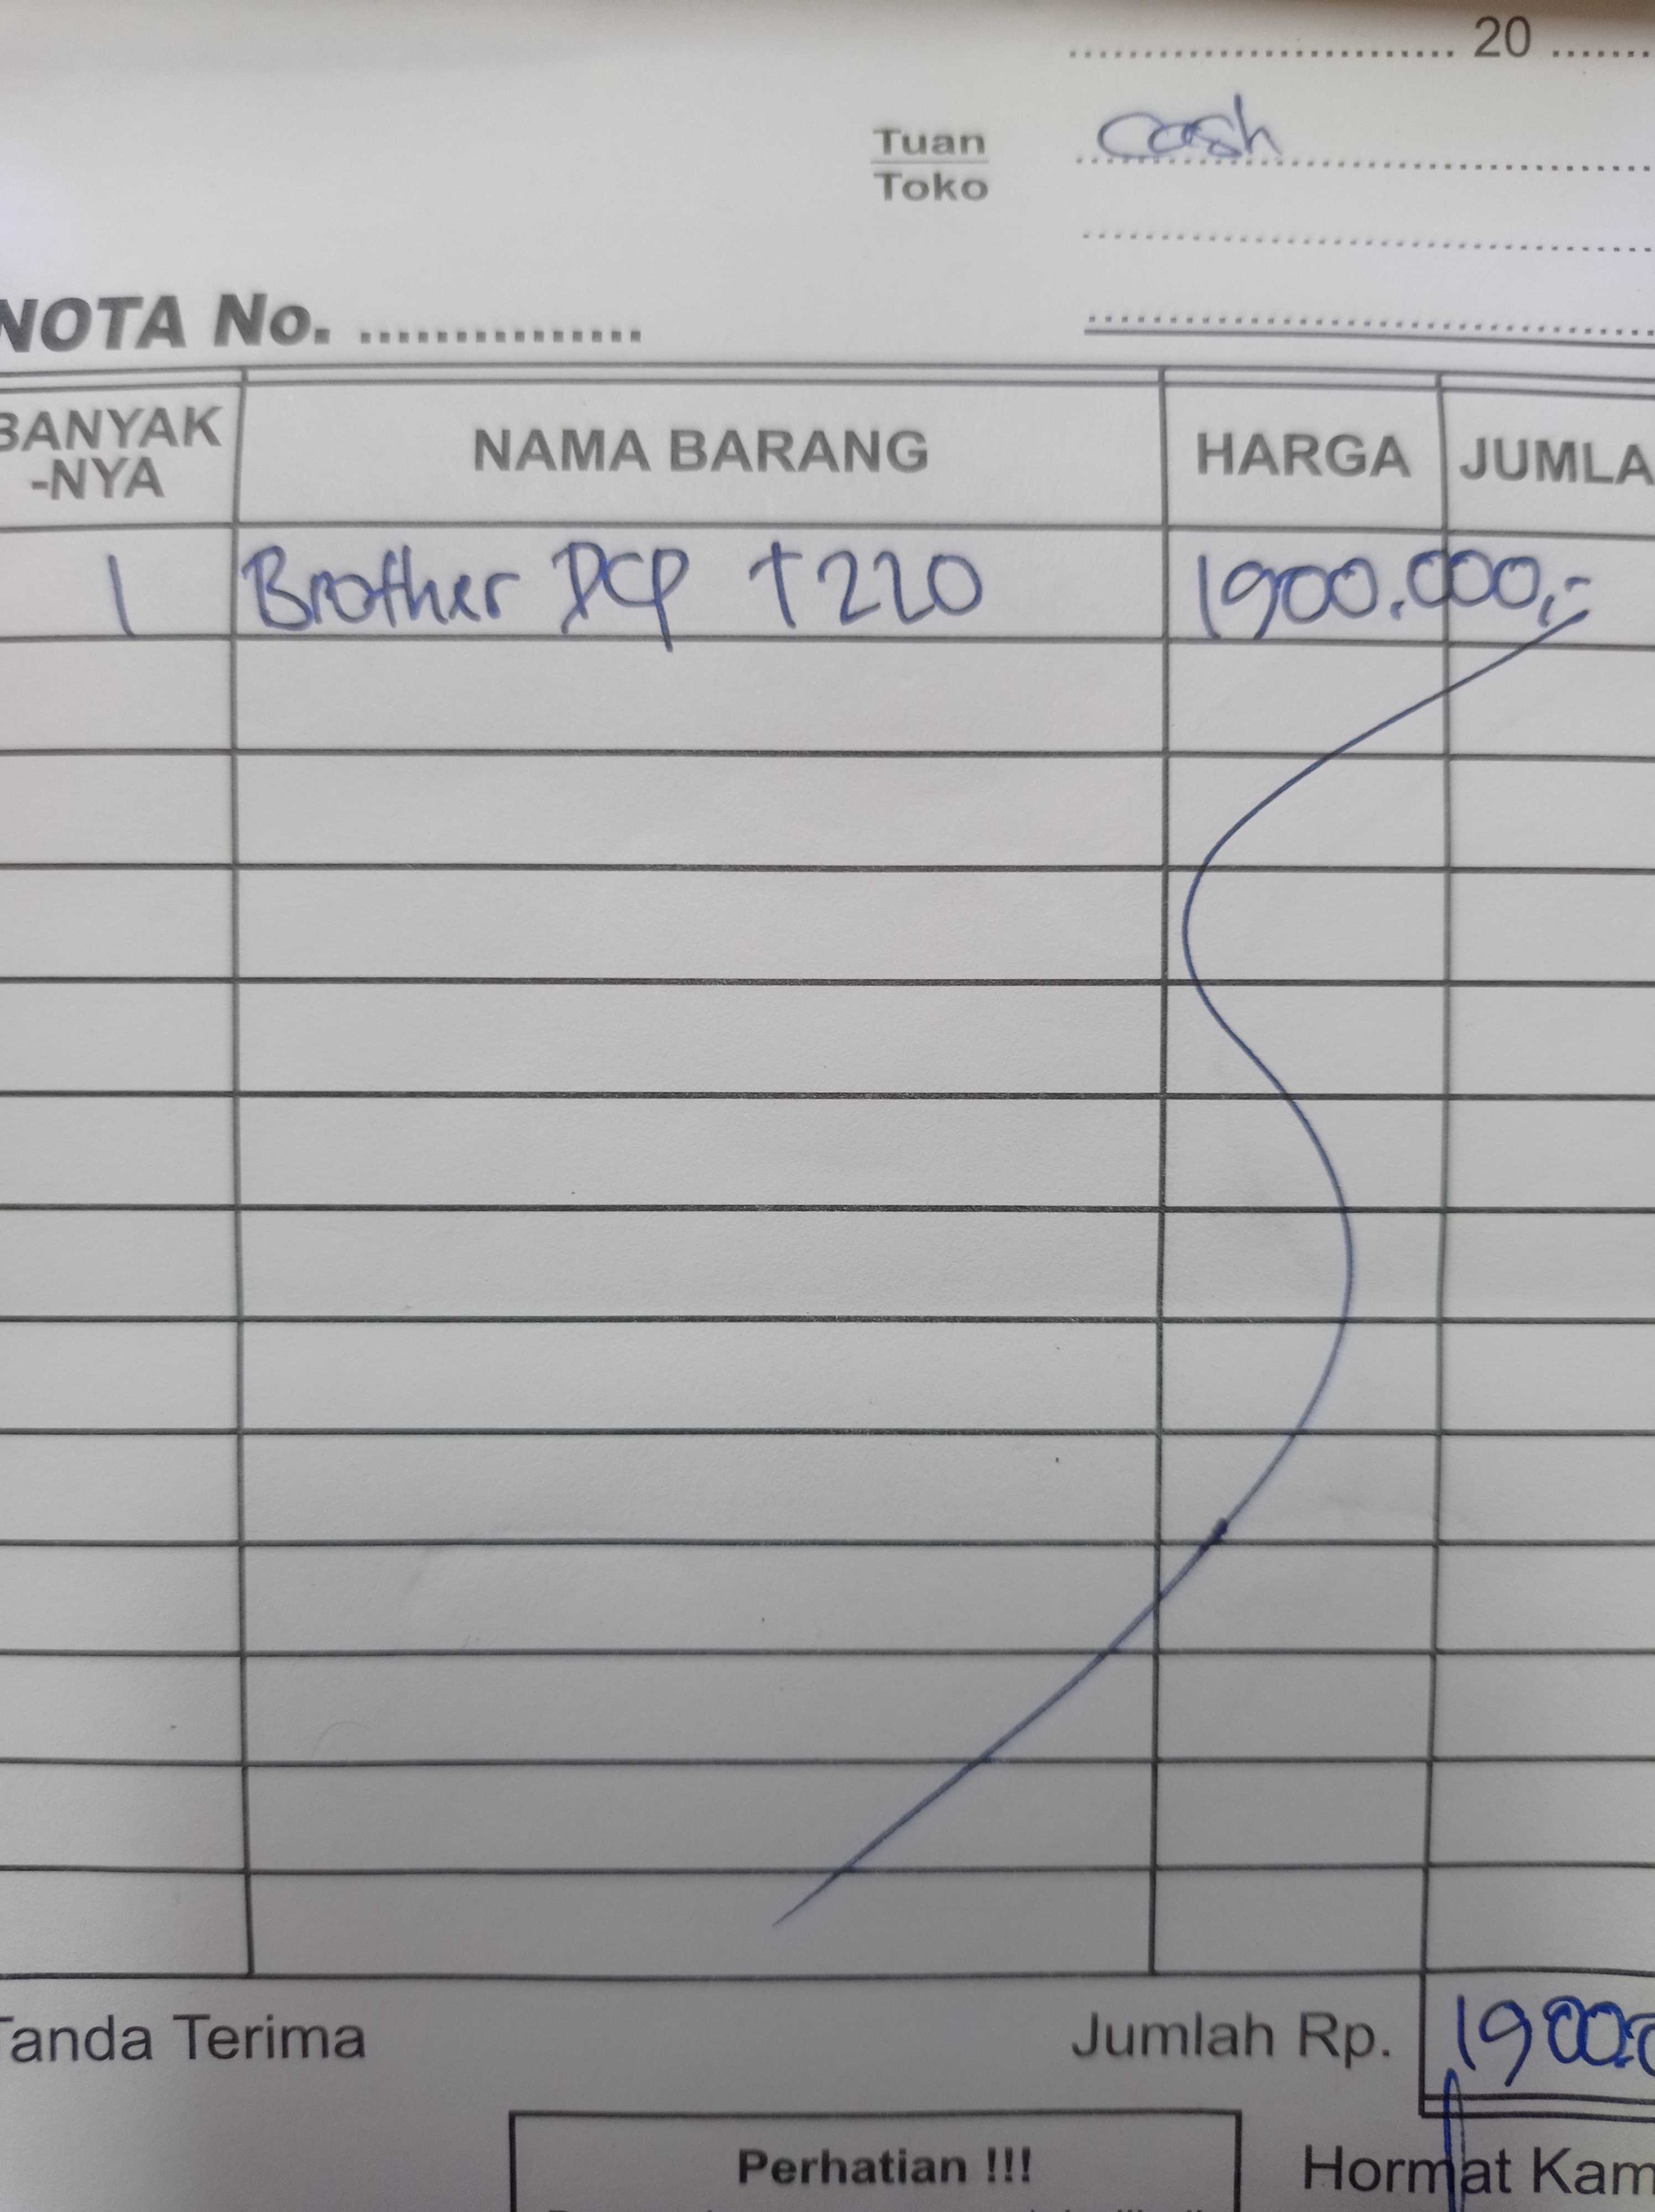 ........................ 20 ......
Tuan cash
Toko
NOTA No. ...............
BANYAK
-NYA
NAMA BARANG
HARGA
JUMLA
1 Brother DCP T220 1900.000,-
Tanda Terima
Jumlah Rp. 1900.0
Perhatian !!!
Hormat Kam